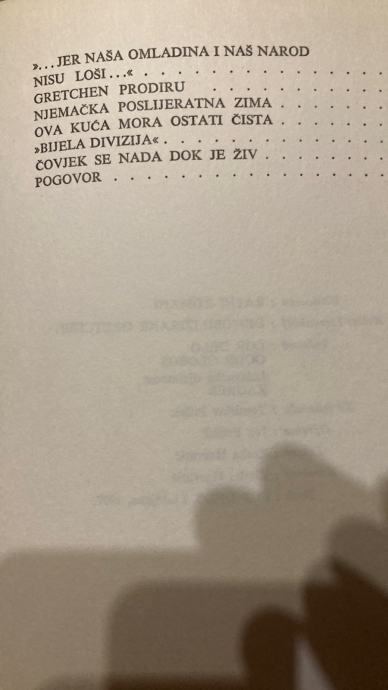 »...JER NAŠA OMLADINA I NAŠ NAROD
NISU LOŠI...« . . . . . . . . . . .
GRETCHEN PRODIRU . . . . . . . . .
NJEMAČKA POSLIJERATNA ZIMA . . . . .
OVA KUĆA MORA OSTATI ČISTA . . . . .
»BIJELA DIVIZIJA« . . . . . . . . . .
ČOVJEK SE NADA DOK JE ŽIV . . . . . .
POGOVOR . . . . . . . . . . . . .